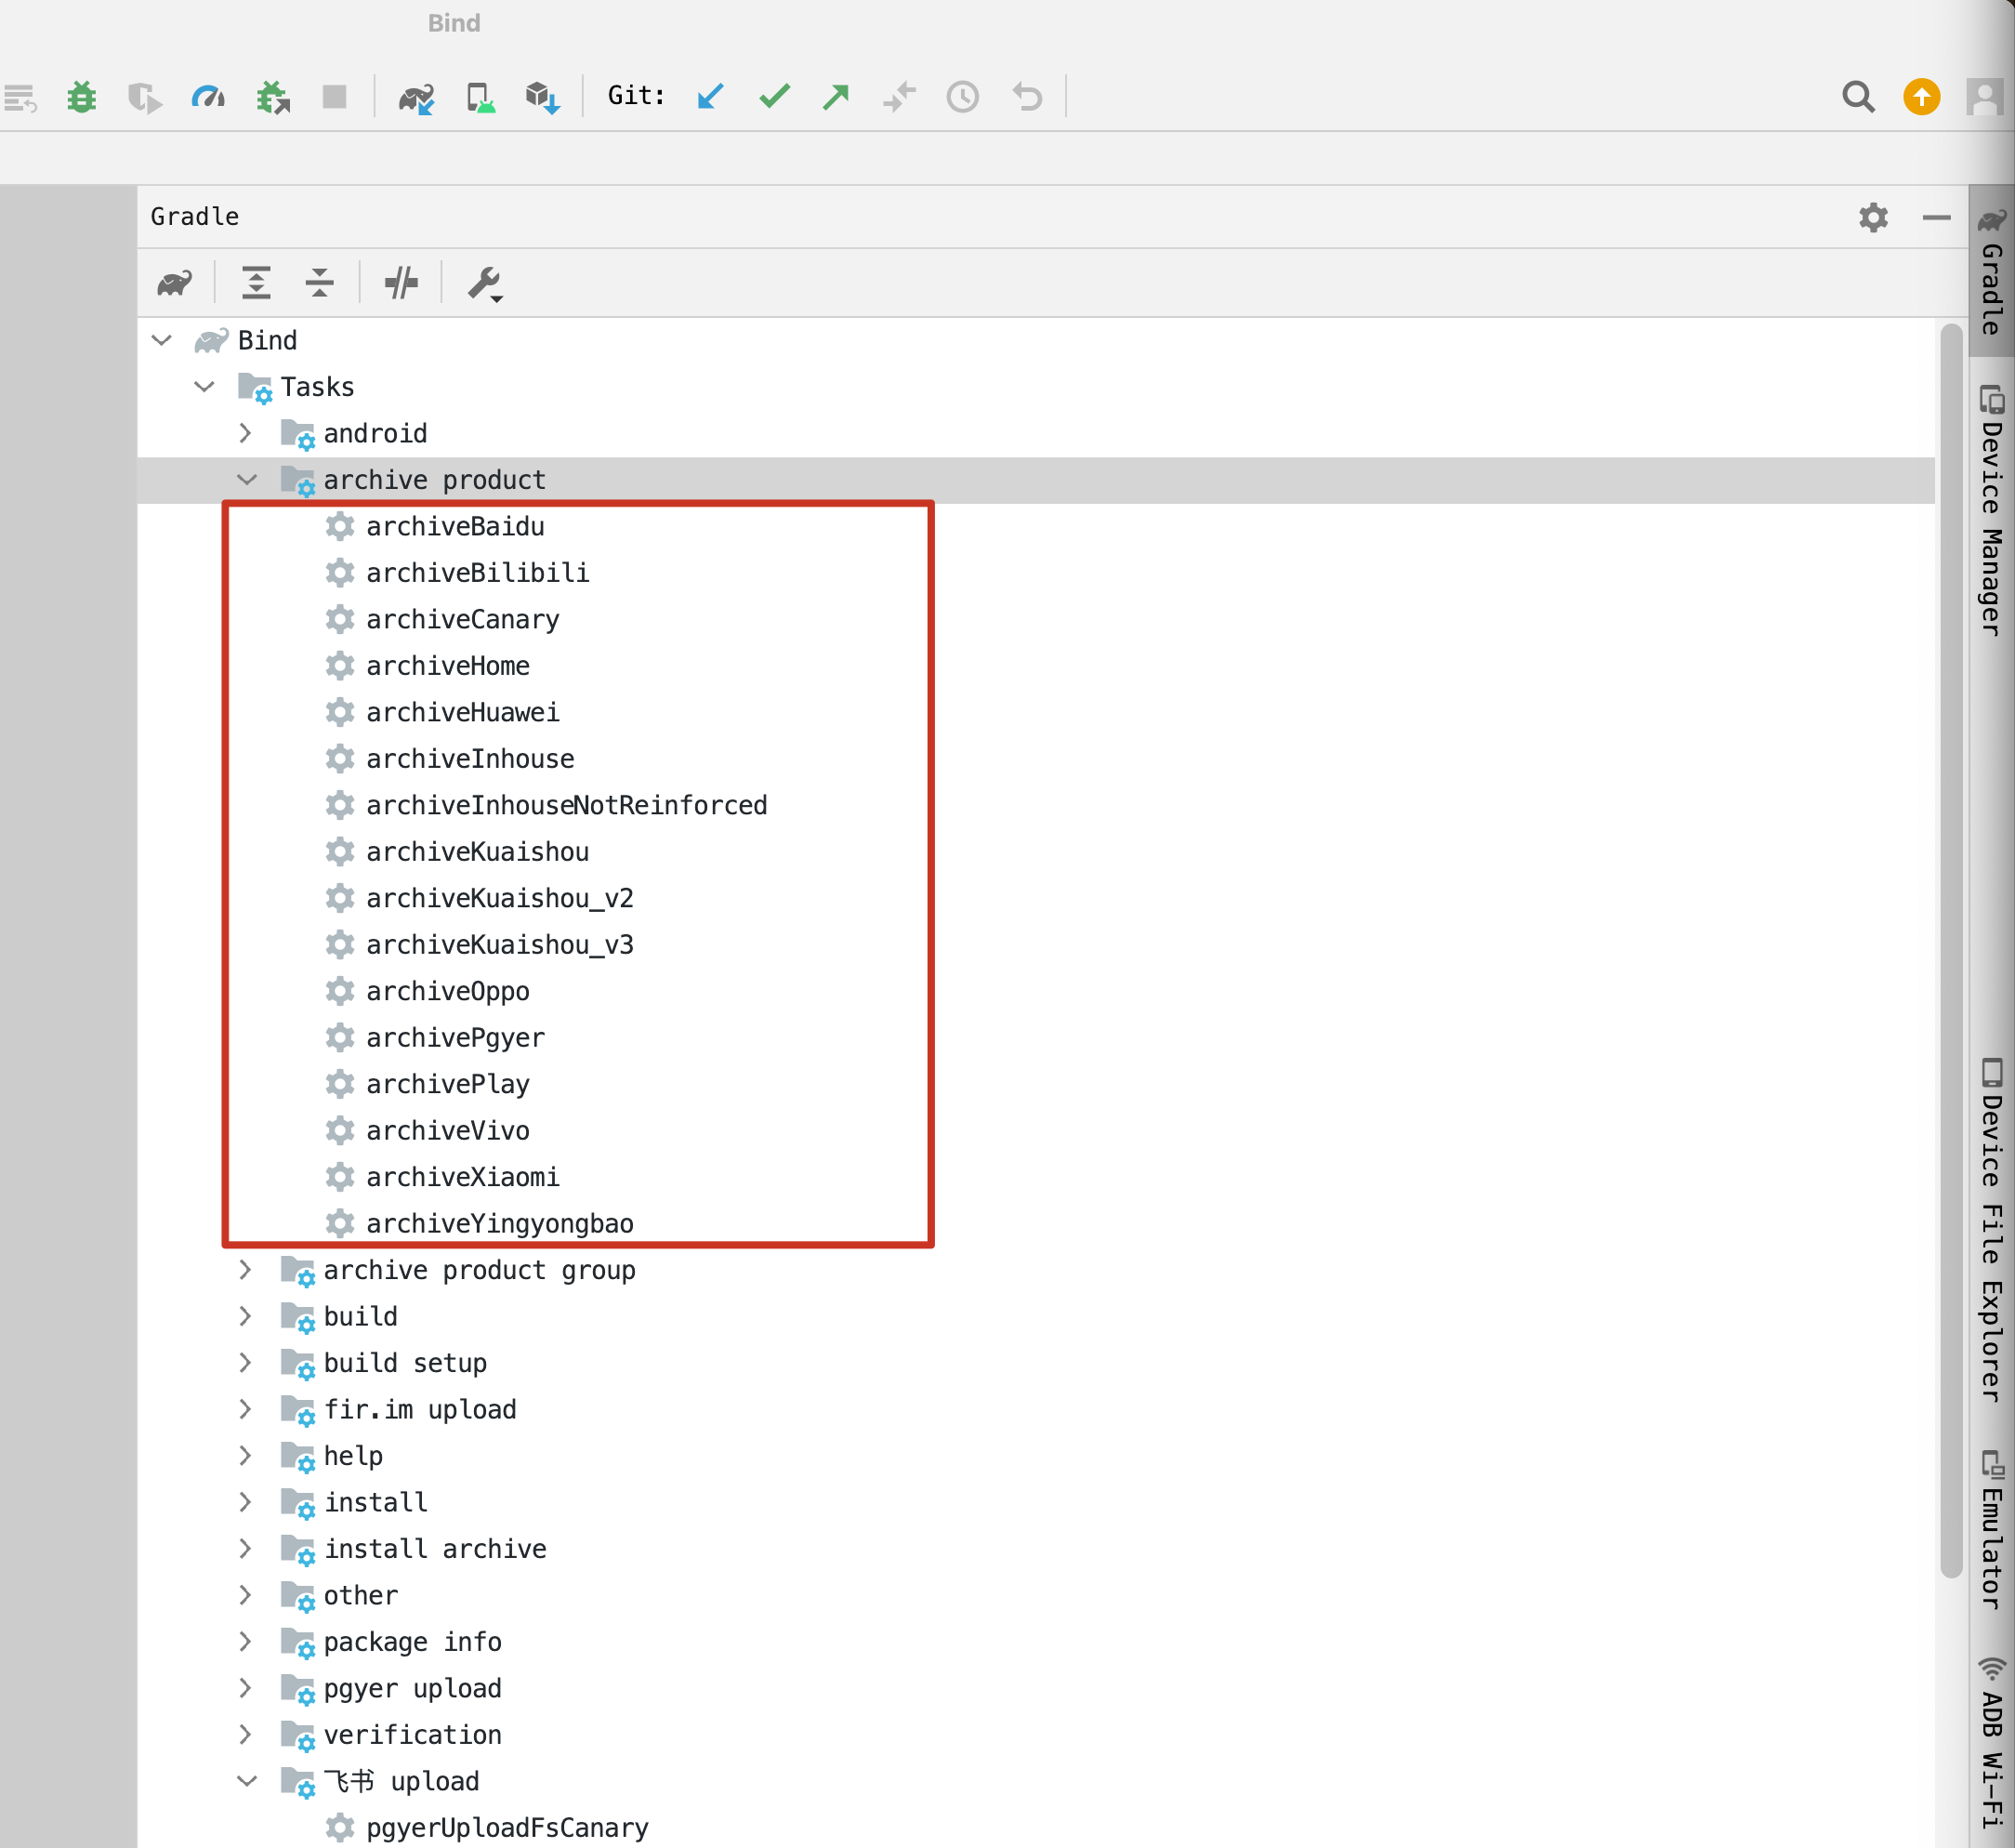 Bind
Git:
Gradle
Bind
Tasks
android
archive product
archiveBaidu
archiveBilibili
archiveCanary
archiveHome
archiveHuawei
archiveInhouse
archiveInhouseNotReinforced
archiveKuaishou
archiveKuaishou_v2
archiveKuaishou_v3
archiveOppo
archivePgyer
archivePlay
archiveVivo
archiveXiaomi
archiveYingyongbao
archive product group
build
build setup
fir.im upload
help
install
install archive
other
package info
pgyer upload
verification
飞书 upload
pgyerUploadFsCanary
Gradle
Device Manager
Device File Explorer
Emulator
ADB Wi-Fi